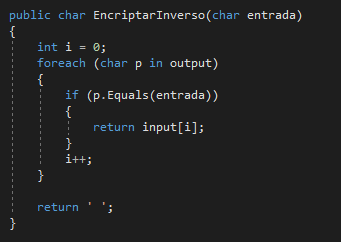 public char EncriptarInverso(char entrada)
{
int i = 0;
foreach (char p in output)
{
if (p.Equals(entrada))
{
return input[i];
}
i++;
}
return ' ';
}